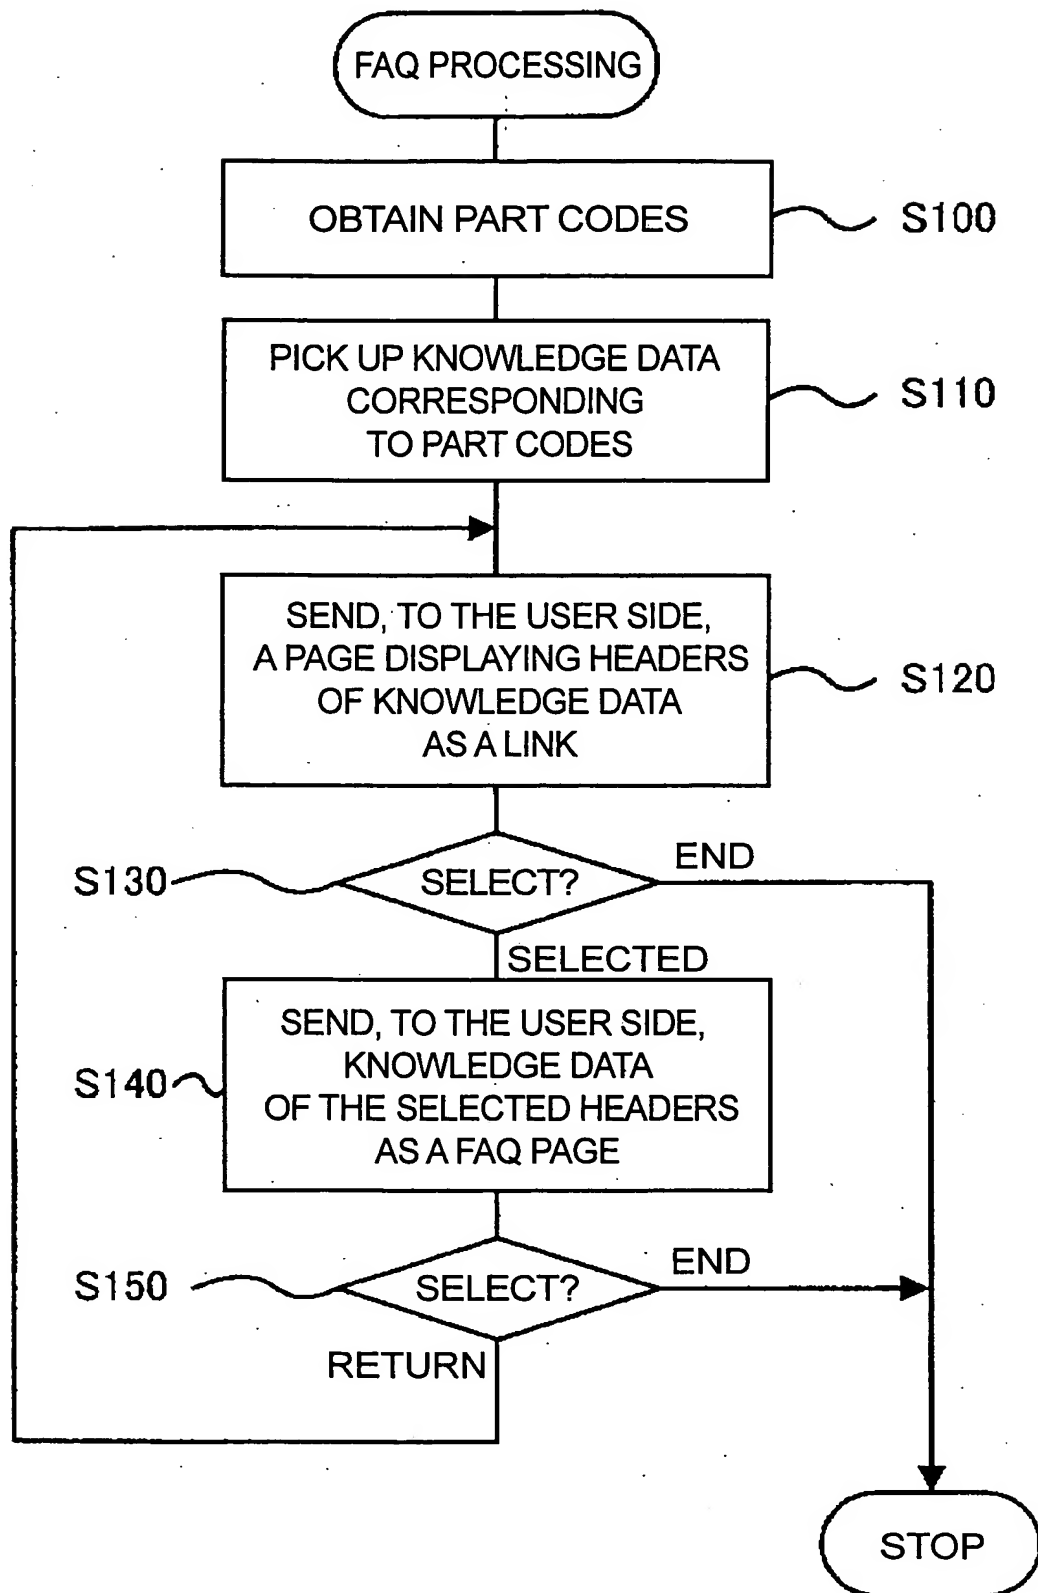 FAQ PROCESSING
OBTAIN PART CODES
S100
PICK UP KNOWLEDGE DATA
CORRESPONDING
TO PART CODES
S110
SEND, TO THE USER SIDE,
A PAGE DISPLAYING HEADERS
OF KNOWLEDGE DATA
AS A LINK
S120
S130
SELECT?
END
SELECTED
SEND, TO THE USER SIDE,
KNOWLEDGE DATA
OF THE SELECTED HEADERS
AS A FAQ PAGE
S140
S150
SELECT?
END
RETURN
STOP